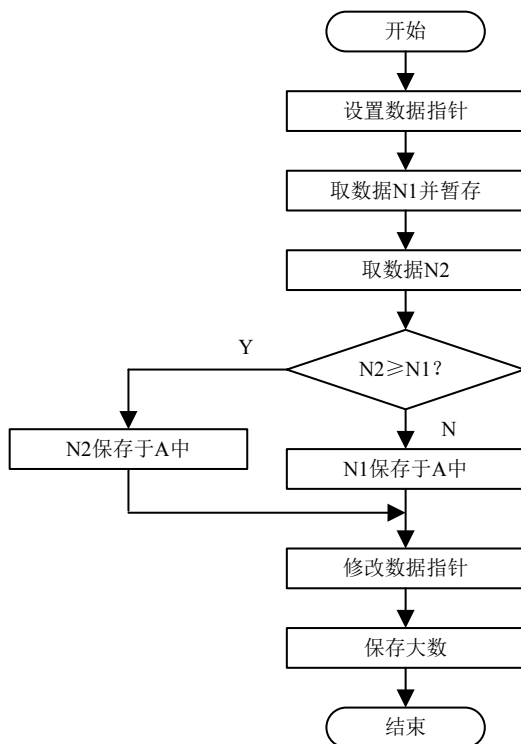 开始
设置数据指针
取数据N1并暂存
取数据N2
N2≥N1？
Y
N
N2保存于A中
N1保存于A中
修改数据指针
保存大数
结束